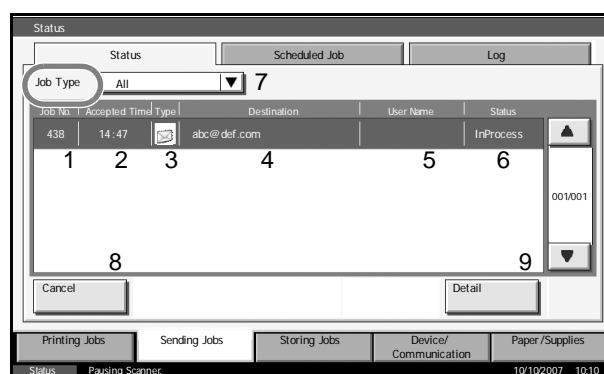 Status
Status Scheduled Job Log
Job Type All 7
Job No. Accepted Time Type Destination User Name Status
438 14:47 abc@def.com InProcess
1 2 3 4 5 6
001/001
8 9
Cancel Detail
Printing Jobs Sending Jobs Storing Jobs Device/ Communication Paper/Supplies
Status Pausing Scanner. 10/10/2007 10:10